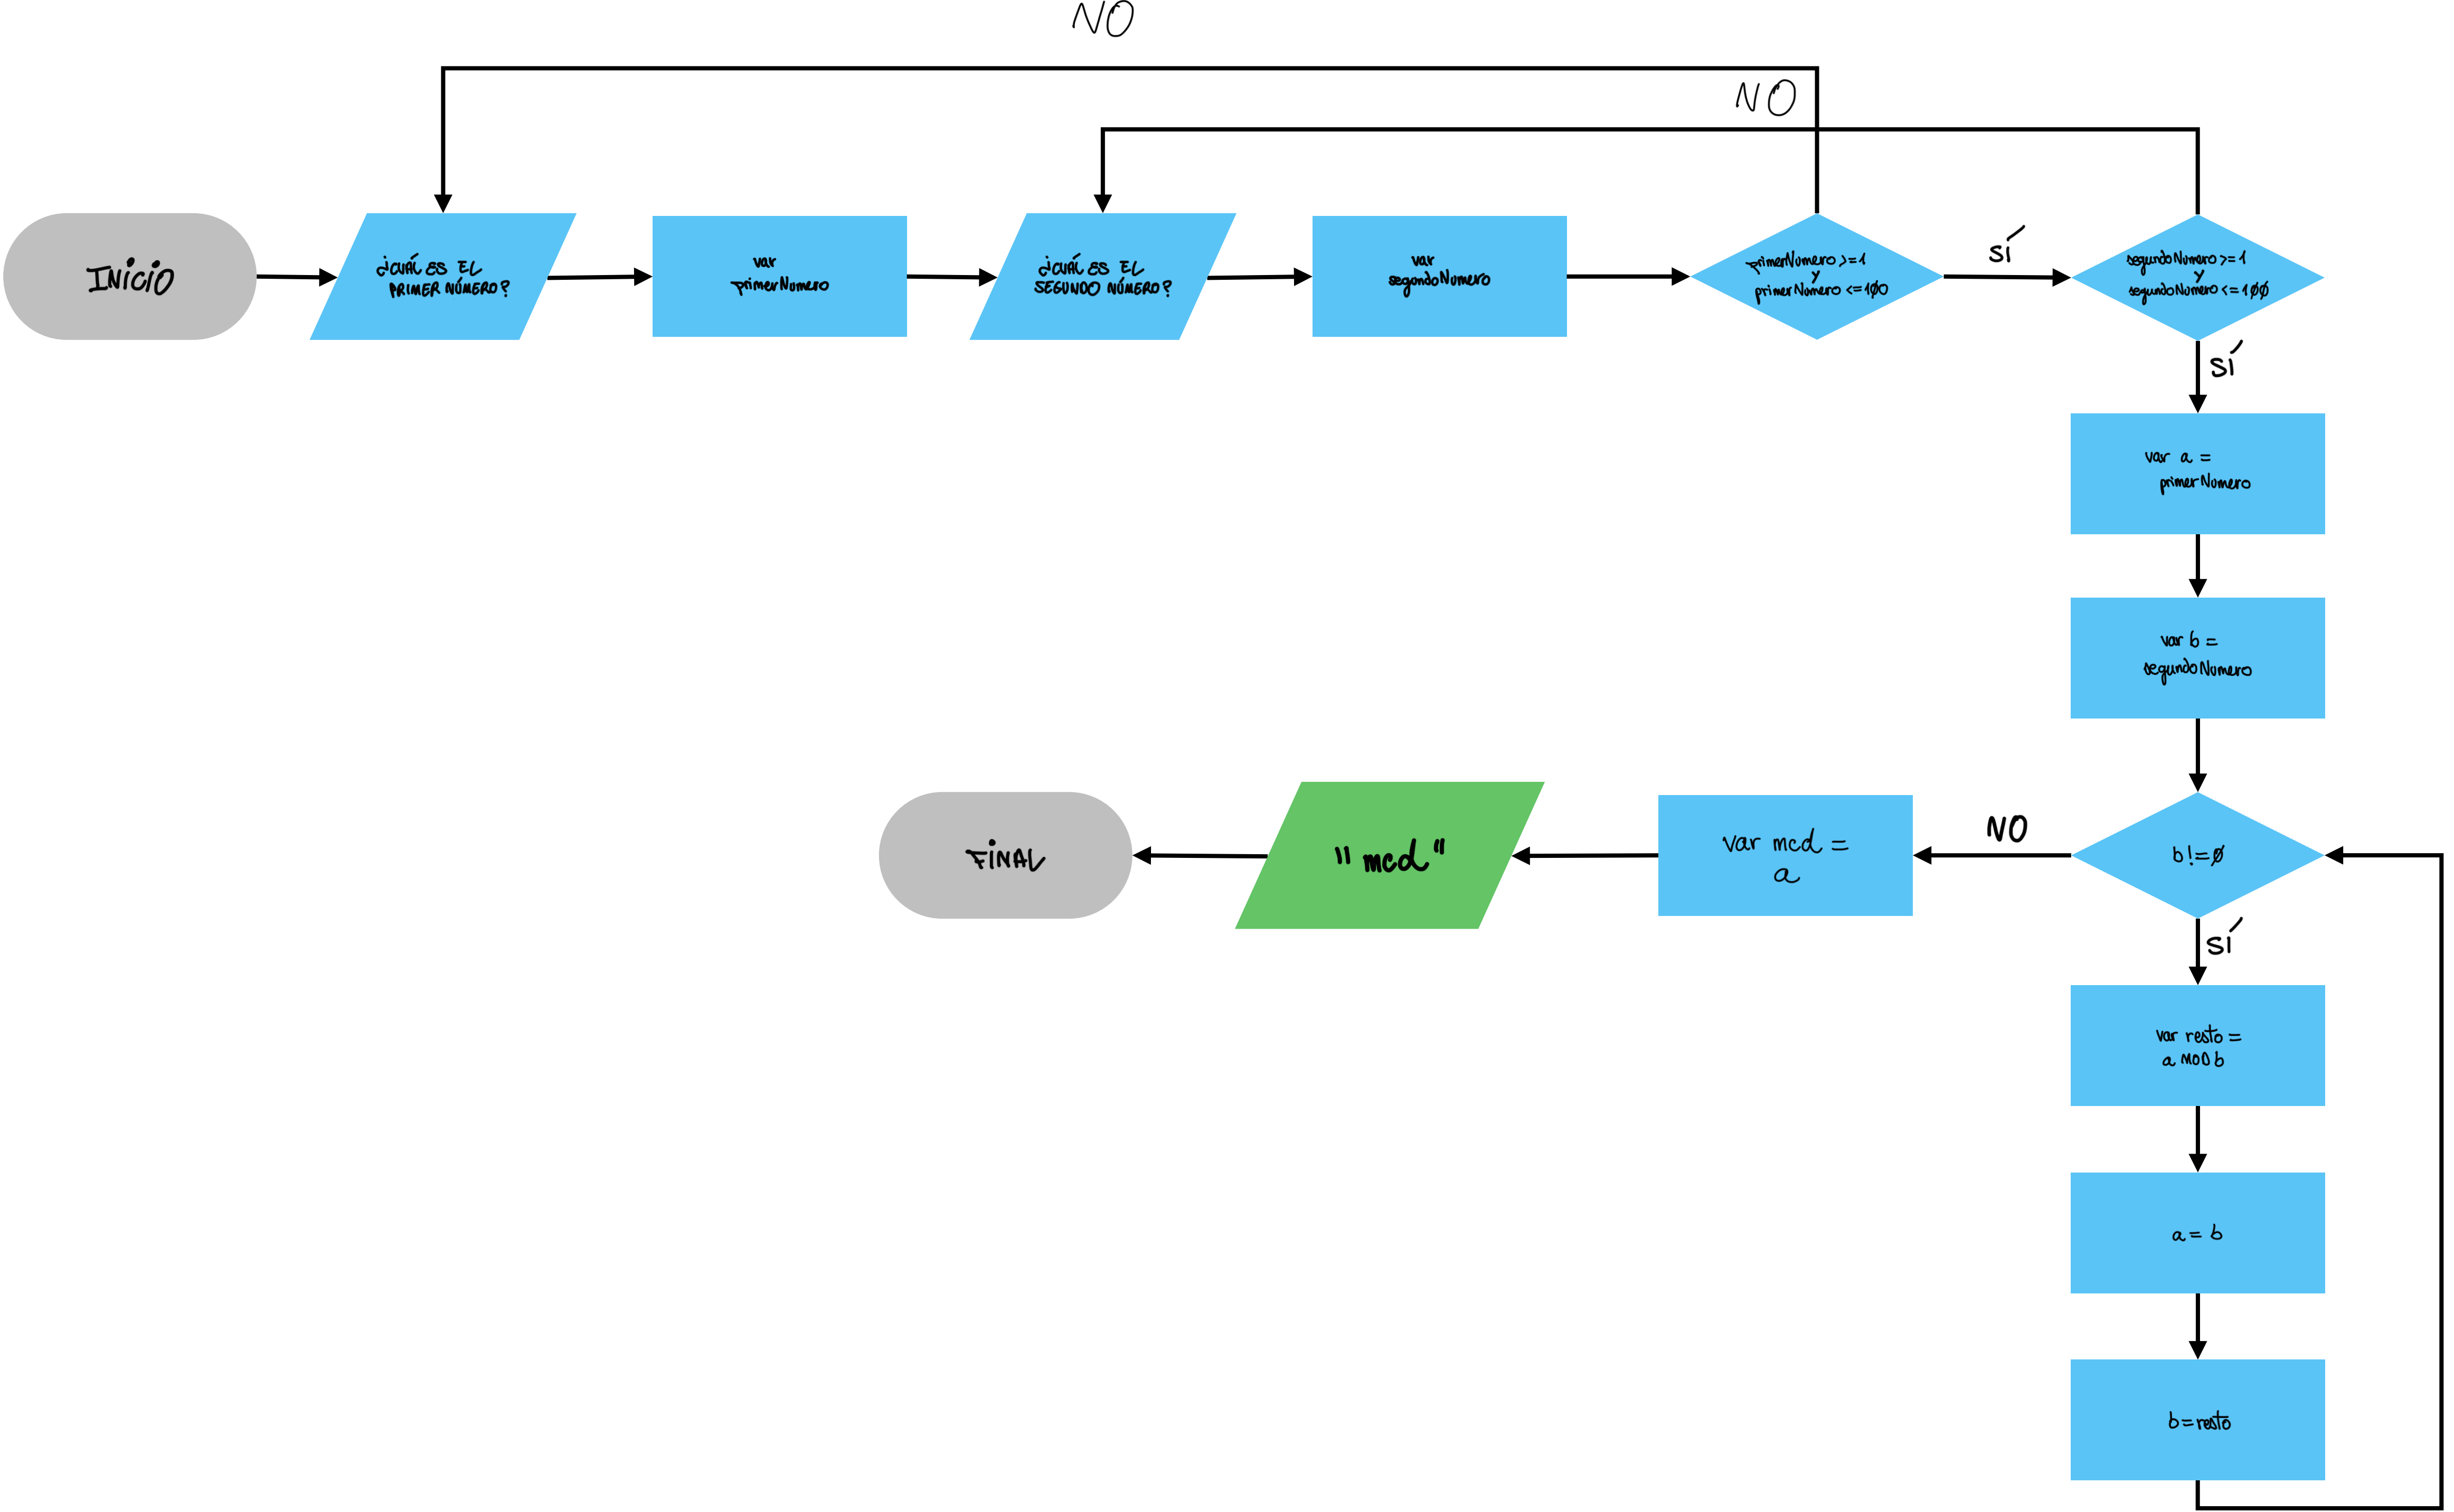 NO
NO
INICIO
¿CUÁL ES EL
PRIMER NÚMERO?
var
primerNumero
¿CUÁL ES EL
SEGUNDO NÚMERO?
var
segundoNumero
primerNumero >= 1
y
primerNumero <= 100
SÍ
segundoNumero >= 1
y
segundoNumero <= 100
SÍ
var a =
primerNumero
var b =
segundoNumero
b != 0
NO
var mcd =
a
"mcd"
FINAL
SÍ
var resto =
a MOD b
a = b
b = resto